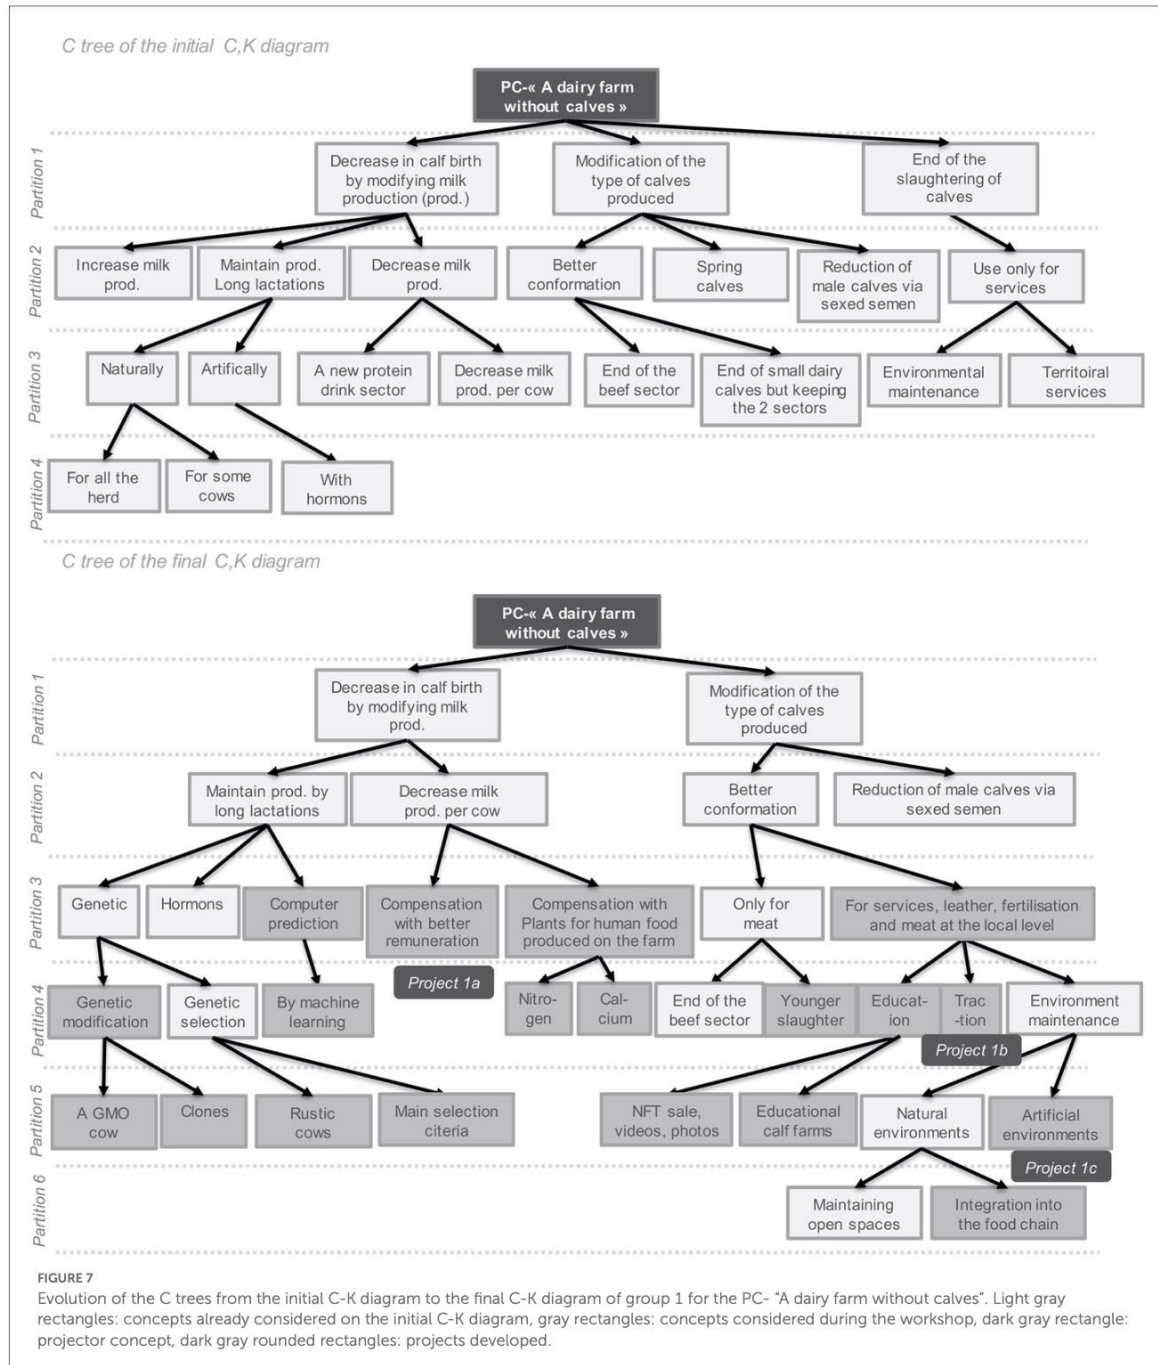 C tree of the initial C,K diagram
PC-« A dairy farm
without calves »
Partition 1
Decrease in calf birth
by modifying milk
production (prod.)
Modification of the
type of calves
produced
End of the
slaughtering of
calves
Partition 2
Increase milk
prod.
Maintain prod.
Long lactations
Decrease milk
prod.
Better
conformation
Spring
calves
Reduction of
male calves via
sexed semen
Use only for
services
Partition 3
Naturally
Artifically
A new protein
drink sector
Decrease milk
prod. per cow
End of the
beef sector
End of small dairy
calves but keeping
the 2 sectors
Environmental
maintenance
Territoiral
services
Partition 4
For all the
herd
For some
cows
With
hormons
C tree of the final C,K diagram
PC-« A dairy farm
without calves »
Partition 1
Decrease in calf birth
by modifying milk
prod.
Modification of the
type of calves
produced
Partition 2
Maintain prod. by
long lactations
Decrease milk
prod. per cow
Better
conformation
Reduction of male calves via
sexed semen
Partition 3
Genetic
Hormons
Computer
prediction
Compensation
with better
remuneration
Compensation with
Plants for human food
produced on the farm
Only for
meat
For services, leather, fertilisation
and meat at the local level
Project 1a
Partition 4
Genetic
modification
Genetic
selection
By machine
learning
Nitro-
gen
Cal-
cium
End of the
beef sector
Younger
slaughter
Educat-
ion
Trac
-tion
Environment
maintenance
Project 1b
Partition 5
A GMO
cow
Clones
Rustic
cows
Main selection
citeria
NFT sale,
videos, photos
Educational
calf farms
Natural
environments
Artificial
environments
Project 1c
Partition 6
Maintaining
open spaces
Integration into
the food chain
FIGURE 7
Evolution of the C trees from the initial C-K diagram to the final C-K diagram of group 1 for the PC- “A dairy farm without calves”. Light gray
rectangles: concepts already considered on the initial C-K diagram, gray rectangles: concepts considered during the workshop, dark gray rectangle:
projector concept, dark gray rounded rectangles: projects developed.